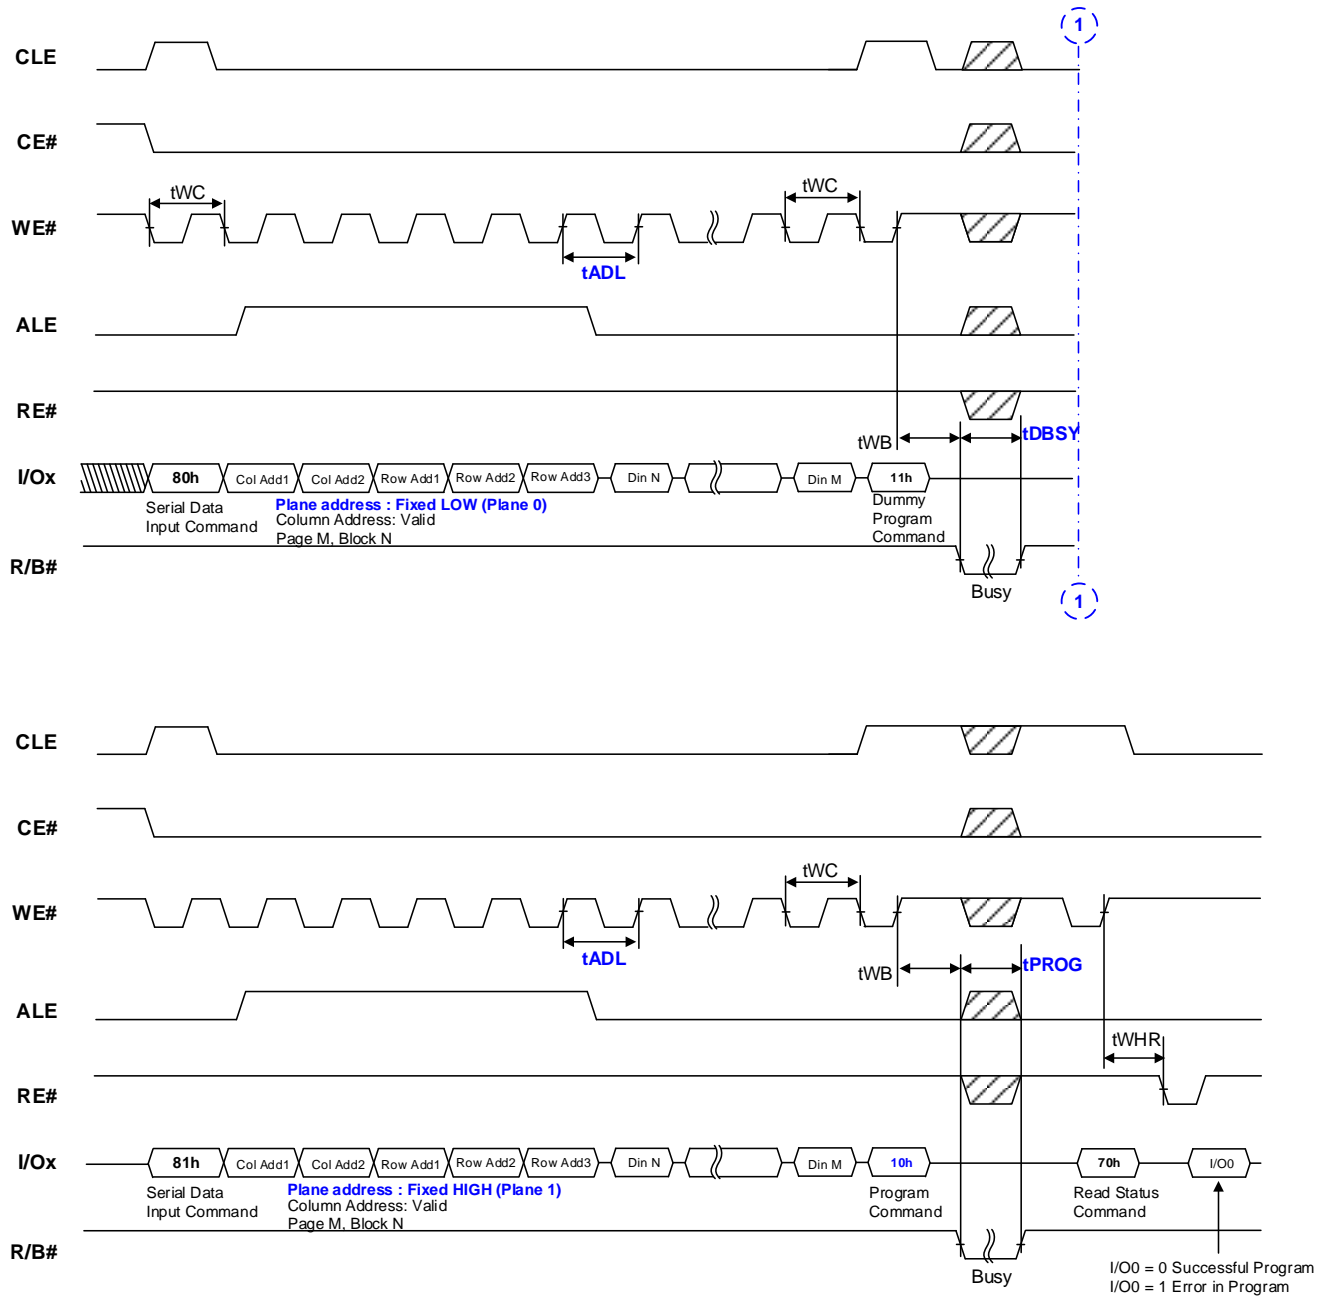 1
CLE
CE#
tWC
tWC
WE#
tADL
ALE
RE#
tWB
tDBSY
I/Ox
80h
Col Add1
Col Add2
Row Add1
Row Add2
Row Add3
Din N
Din M
11h
Serial Data
Input Command
Plane address : Fixed LOW (Plane 0)
Column Address: Valid
Page M, Block N
Dummy
Program
Command
R/B#
Busy
1
CLE
CE#
tWC
WE#
tADL
tWB
tPROG
ALE
tWHR
RE#
I/Ox
81h
Col Add1
Col Add2
Row Add1
Row Add2
Row Add3
Din N
Din M
10h
70h
I/O0
Serial Data
Input Command
Plane address : Fixed HIGH (Plane 1)
Column Address: Valid
Page M, Block N
Program
Command
Read Status
Command
R/B#
Busy
I/O0 = 0 Successful Program
I/O0 = 1 Error in Program